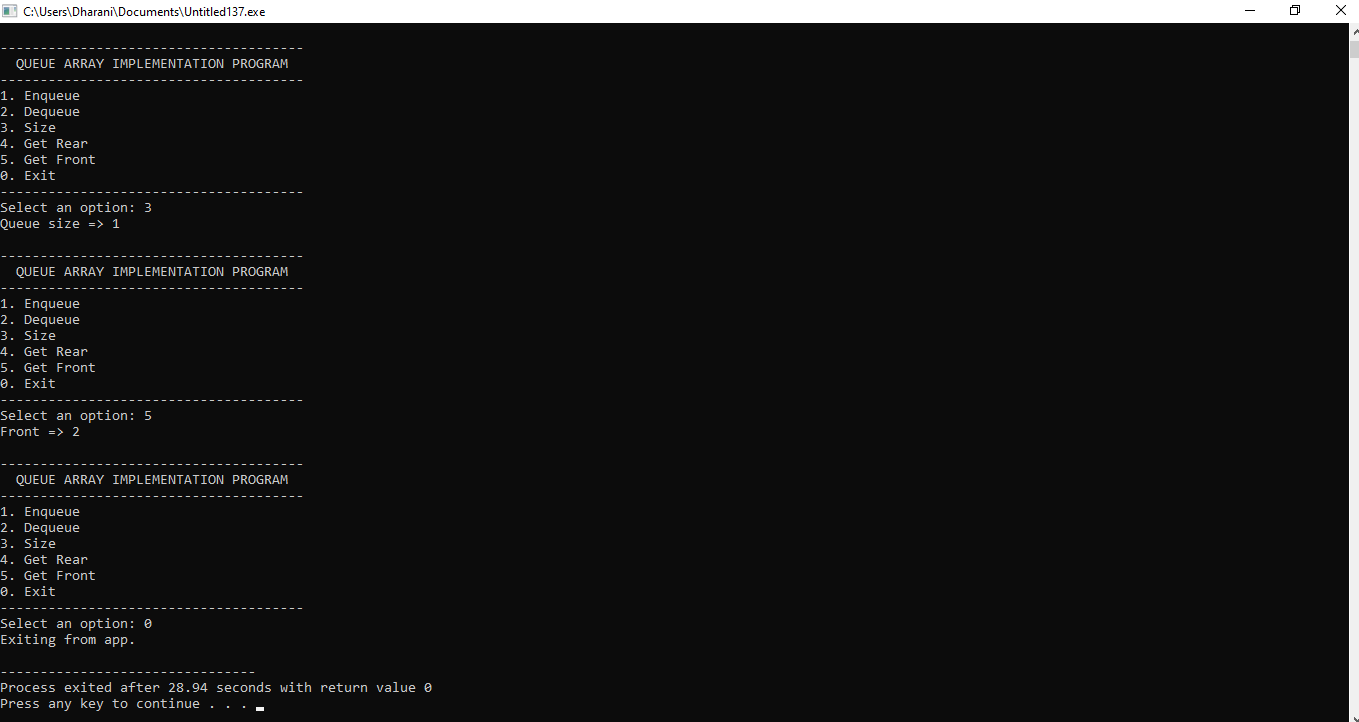 C:\Users\Dharani\Documents\Untitled137.exe
--------------------------------------
  QUEUE ARRAY IMPLEMENTATION PROGRAM
--------------------------------------
1. Enqueue
2. Dequeue
3. Size
4. Get Rear
5. Get Front
0. Exit
--------------------------------------
Select an option: 3
Queue size => 1
--------------------------------------
  QUEUE ARRAY IMPLEMENTATION PROGRAM
--------------------------------------
1. Enqueue
2. Dequeue
3. Size
4. Get Rear
5. Get Front
0. Exit
--------------------------------------
Select an option: 5
Front => 2
--------------------------------------
  QUEUE ARRAY IMPLEMENTATION PROGRAM
--------------------------------------
1. Enqueue
2. Dequeue
3. Size
4. Get Rear
5. Get Front
0. Exit
--------------------------------------
Select an option: 0
Exiting from app.
--------------------------------
Process exited after 28.94 seconds with return value 0
Press any key to continue . . .